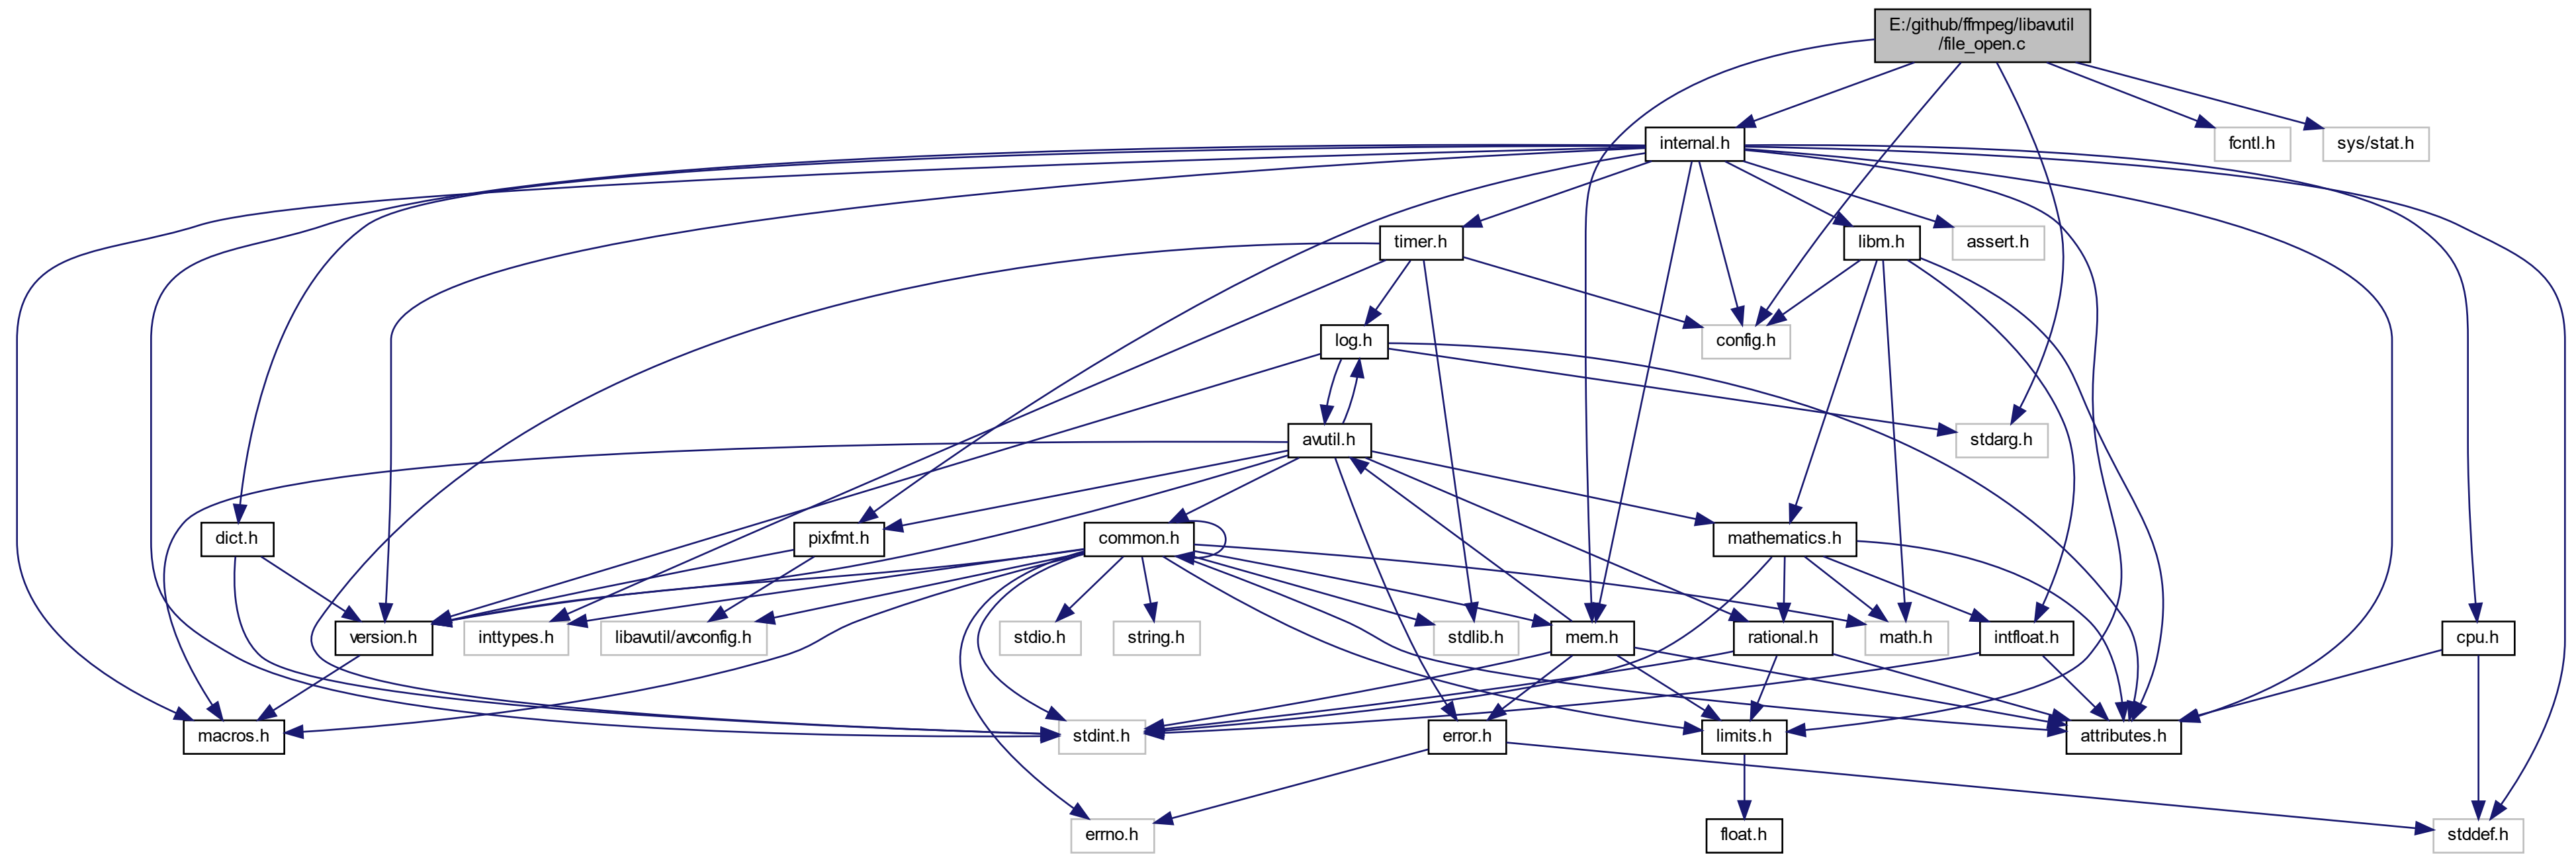 E:/github/ffmpeg/libavutil
/file_open.c
internal.h
fcntl.h
sys/stat.h
timer.h
libm.h
assert.h
log.h
config.h
avutil.h
stdarg.h
dict.h
pixfmt.h
common.h
mathematics.h
version.h
inttypes.h
libavutil/avconfig.h
stdio.h
string.h
stdlib.h
mem.h
rational.h
math.h
intfloat.h
cpu.h
macros.h
stdint.h
error.h
limits.h
attributes.h
errno.h
float.h
stddef.h